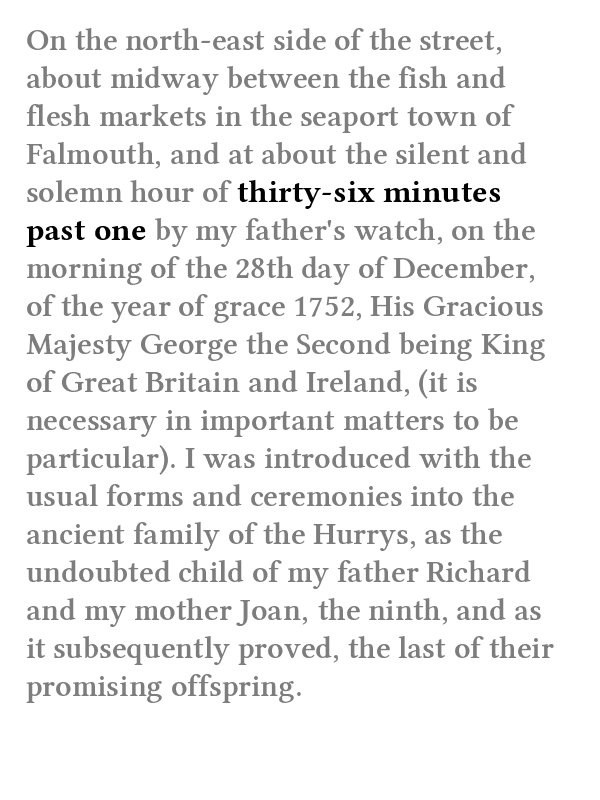 On the north-east side of the street,
about midway between the fish and
flesh markets in the seaport town of
Falmouth, and at about the silent and
solemn hour of thirty-six minutes
past one by my father's watch, on the
morning of the 28th day of December,
of the year of grace 1752, His Gracious
Majesty George the Second being King
of Great Britain and Ireland, (it is
necessary in important matters to be
particular). I was introduced with the
usual forms and ceremonies into the
ancient family of the Hurrys, as the
undoubted child of my father Richard
and my mother Joan, the ninth, and as
it subsequently proved, the last of their
promising offspring.